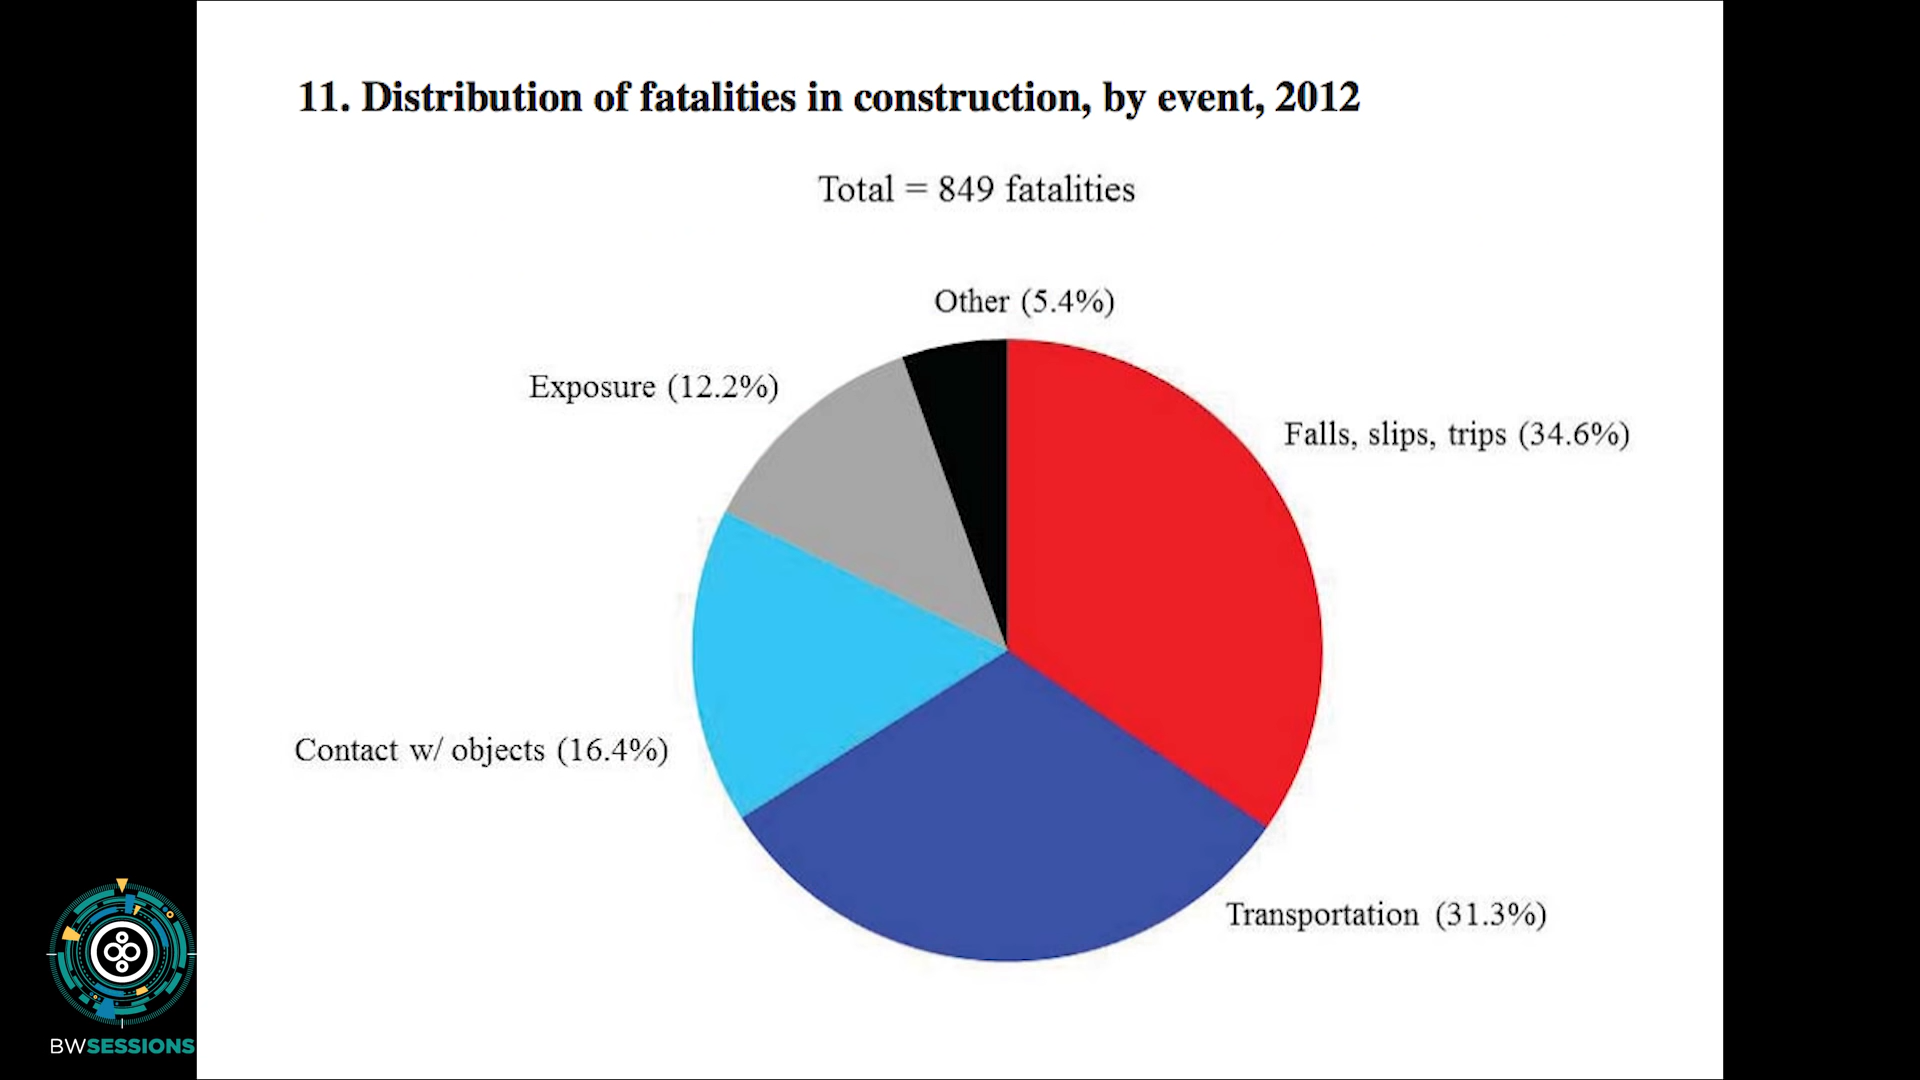 11. Distribution of fatalities in construction, by event, 2012
Total = 849 fatalities
Other (5.4%)
Exposure (12.2%)
Falls, slips, trips (34.6%)
Contact w/ objects (16.4%)
Transportation (31.3%)
BWSESSIONS